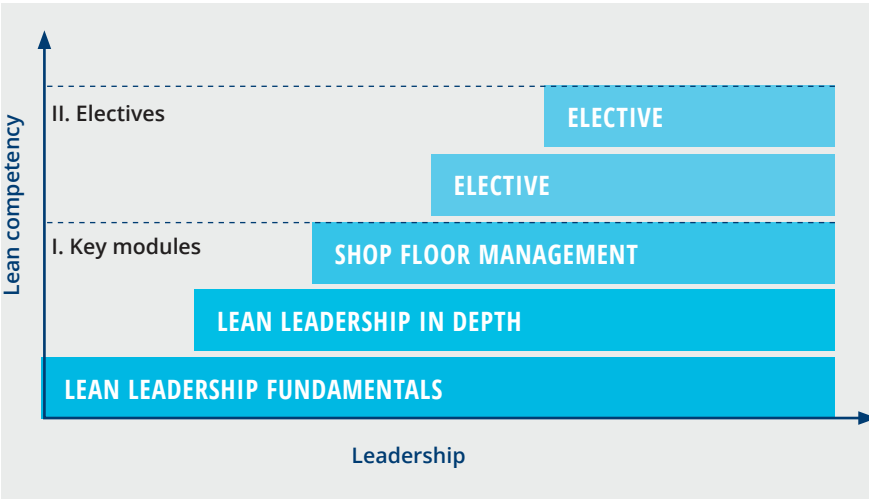 II. Electives
ELECTIVE
ELECTIVE
Lean competency
I. Key modules
SHOP FLOOR MANAGEMENT
LEAN LEADERSHIP IN DEPTH
LEAN LEADERSHIP FUNDAMENTALS
Leadership